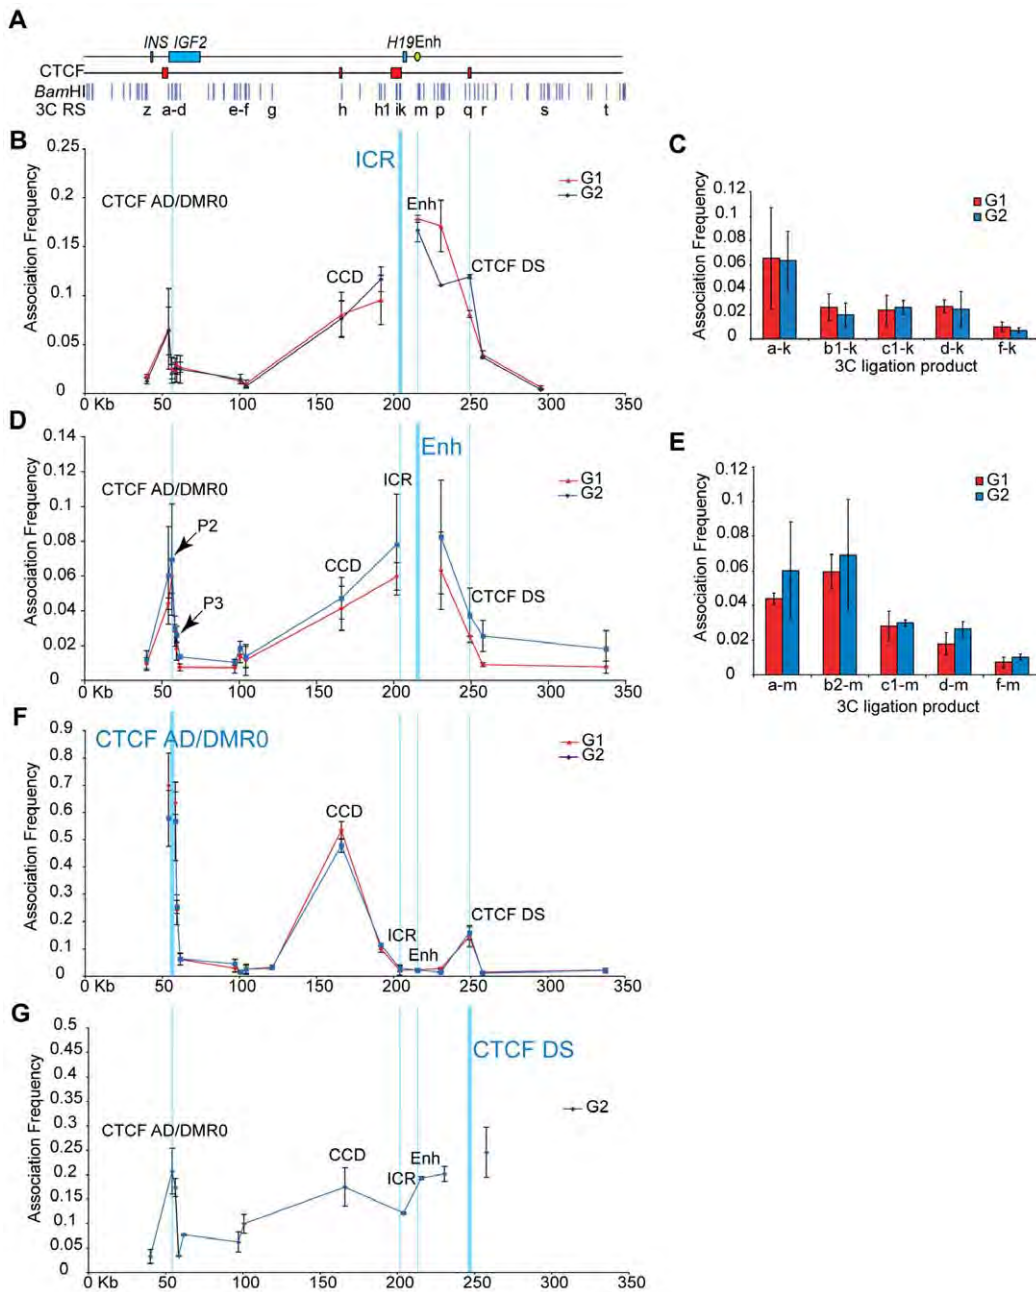 A
INS IGF2
H19 Enh
CTCF
BamHI
3C RS
z a-d e-f g h h1 ik m p q r s t
B
ICR
0.25
0.2
0.15
0.1
0.05
0
Association Frequency
CTCF AD/DMR0
CCD
Enh
CTCF DS
G1
G2
0 Kb 50 100 150 200 250 300 350
C
0.12
0.1
0.08
0.06
0.04
0.02
0
Association Frequency
G1
G2
a-k b1-k c1-k d-k f-k
3C ligation product
D
Enh
0.14
0.12
0.1
0.08
0.06
0.04
0.02
0
Association Frequency
CTCF AD/DMR0
P2
P3
CCD
ICR
CTCF DS
G1
G2
0 Kb 50 100 150 200 250 300 350
E
0.12
0.1
0.08
0.06
0.04
0.02
0
Association Frequency
G1
G2
a-m b2-m c1-m d-m f-m
3C ligation product
F
CTCF AD/DMR0
0.9
0.8
0.7
0.6
0.5
0.4
0.3
0.2
0.1
0
Association Frequency
CCD
ICR
Enh
CTCF DS
G1
G2
0 Kb 50 100 150 200 250 300 350
G
CTCF DS
0.5
0.45
0.4
0.35
0.3
0.25
0.2
0.15
0.1
0.05
0
Association Frequency
CTCF AD/DMR0
CCD
ICR
Enh
G2
0 Kb 50 100 150 200 250 300 350